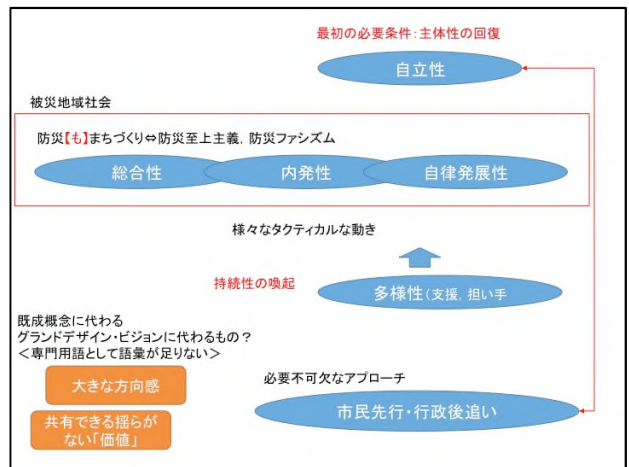 最初の必要条件：主体性の回復
自立性
被災地域社会
防災【も】まちづくり⇔防災至上主義，防災ファシズム
総合性
内発性
自律発展性
様々なタクティカルな動き
持続性の喚起
多様性（支援，担い手
既成概念に代わる
グランドデザイン・ビジョンに代わるもの？
＜専門用語として語彙が足りない＞
大きな方向感
共有できる揺らが
ない「価値」
必要不可欠なアプローチ
市民先行・行政後追い